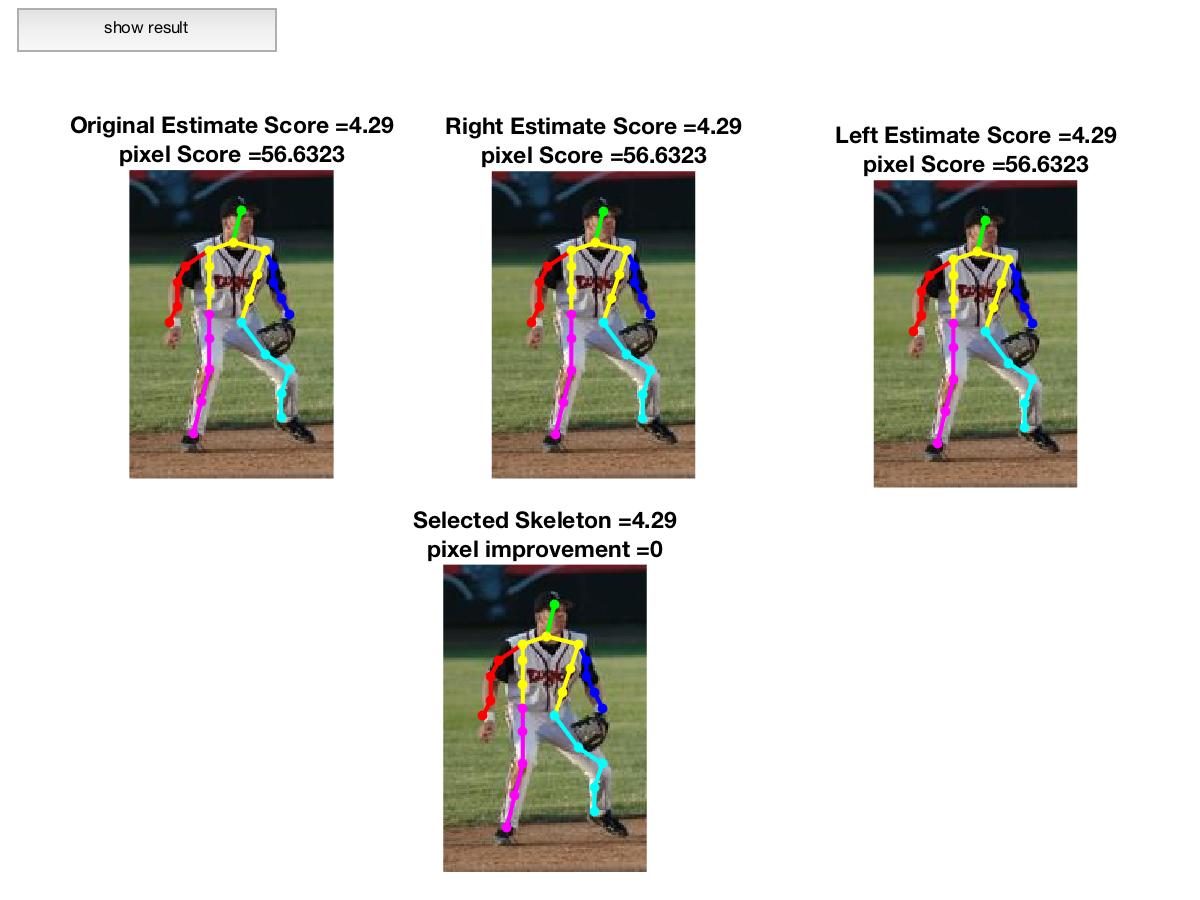 show result
Original Estimate Score =4.29
pixel Score =56.6323
Right Estimate Score =4.29
pixel Score =56.6323
Left Estimate Score =4.29
pixel Score =56.6323
Selected Skeleton =4.29
pixel improvement =0